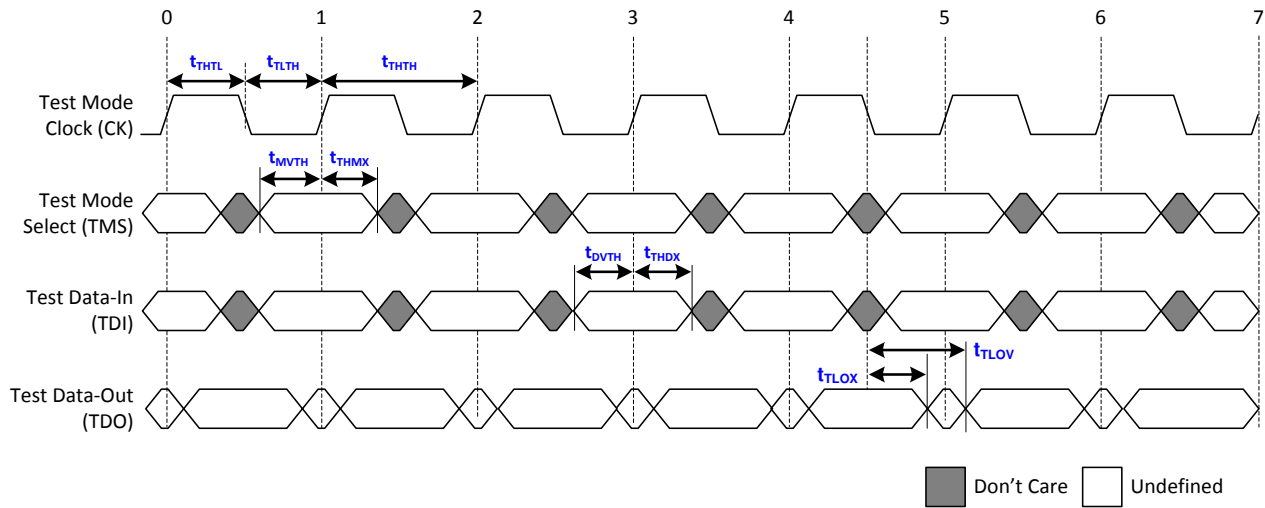 0 1 2 3 4 5 6 7
tTHTL tTLTH tTHTH
Test Mode
Clock (CK)
tMVTH tTHMX
Test Mode
Select (TMS)
tDVTH tTHDX
Test Data-In
(TDI)
tTLOV
tTLOX
Test Data-Out
(TDO)
Don't Care Undefined